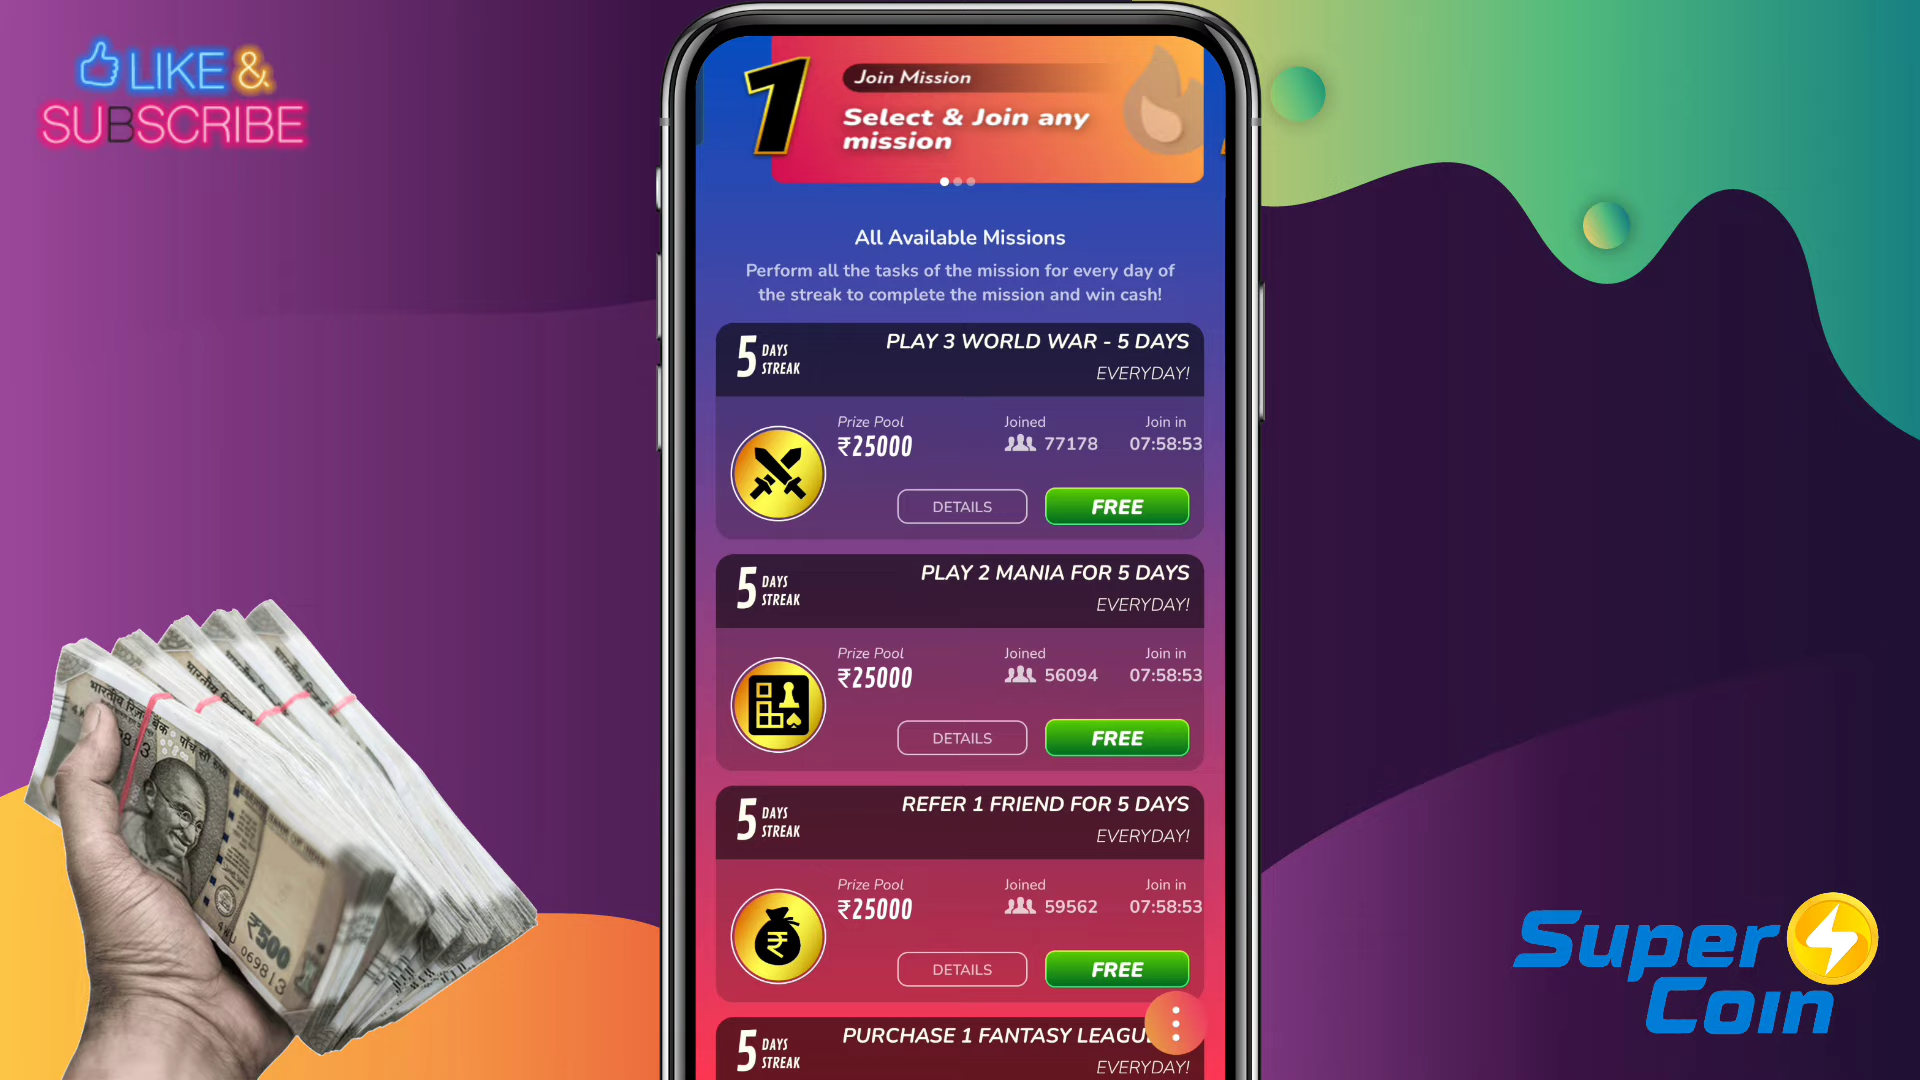 LIKE &
SUBSCRIBE
1
Join Mission
Select & Join any
mission
All Available Missions
Perform all the tasks of the mission for every day of
the streak to complete the mission and win cash!
5 DAYS STREAK
PLAY 3 WORLD WAR - 5 DAYS
EVERYDAY!
Prize Pool
₹25000
Joined
77178
Join in
07:58:53
DETAILS
FREE
5 DAYS STREAK
PLAY 2 MANIA FOR 5 DAYS
EVERYDAY!
Prize Pool
₹25000
Joined
56094
Join in
07:58:53
DETAILS
FREE
5 DAYS STREAK
REFER 1 FRIEND FOR 5 DAYS
EVERYDAY!
Prize Pool
₹25000
Joined
59562
Join in
07:58:53
DETAILS
FREE
5 DAYS STREAK
PURCHASE 1 FANTASY LEAGU
EVERYDAY!
₹
भारतीय रिज़र्व बैंक
पाँच सौ
₹500
069813
Super
Coin